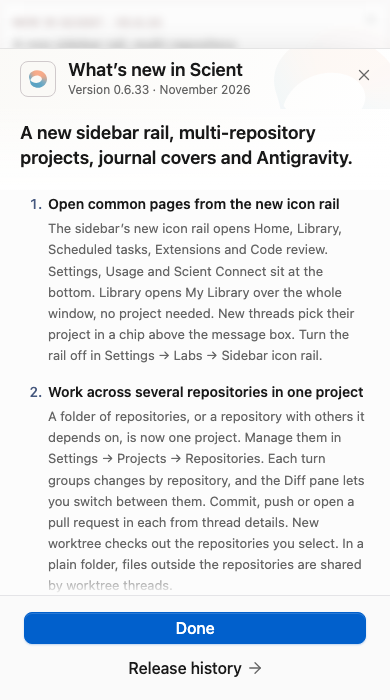 What's new in Scient
Version 0.6.33 · November 2026
A new sidebar rail, multi-repository
projects, journal covers and Antigravity.
1. Open common pages from the new icon rail
The sidebar's new icon rail opens Home, Library,
Scheduled tasks, Extensions and Code review.
Settings, Usage and Scient Connect sit at the
bottom. Library opens My Library over the whole
window, no project needed. New threads pick their
project in a chip above the message box. Turn the
rail off in Settings → Labs → Sidebar icon rail.
2. Work across several repositories in one project
A folder of repositories, or a repository with others it
depends on, is now one project. Manage them in
Settings → Projects → Repositories. Each turn
groups changes by repository, and the Diff pane lets
you switch between them. Commit, push or open a
pull request in each from thread details. New
worktree checks out the repositories you select. In a
plain folder, files outside the repositories are shared
by worktree threads.
Done
Release history →